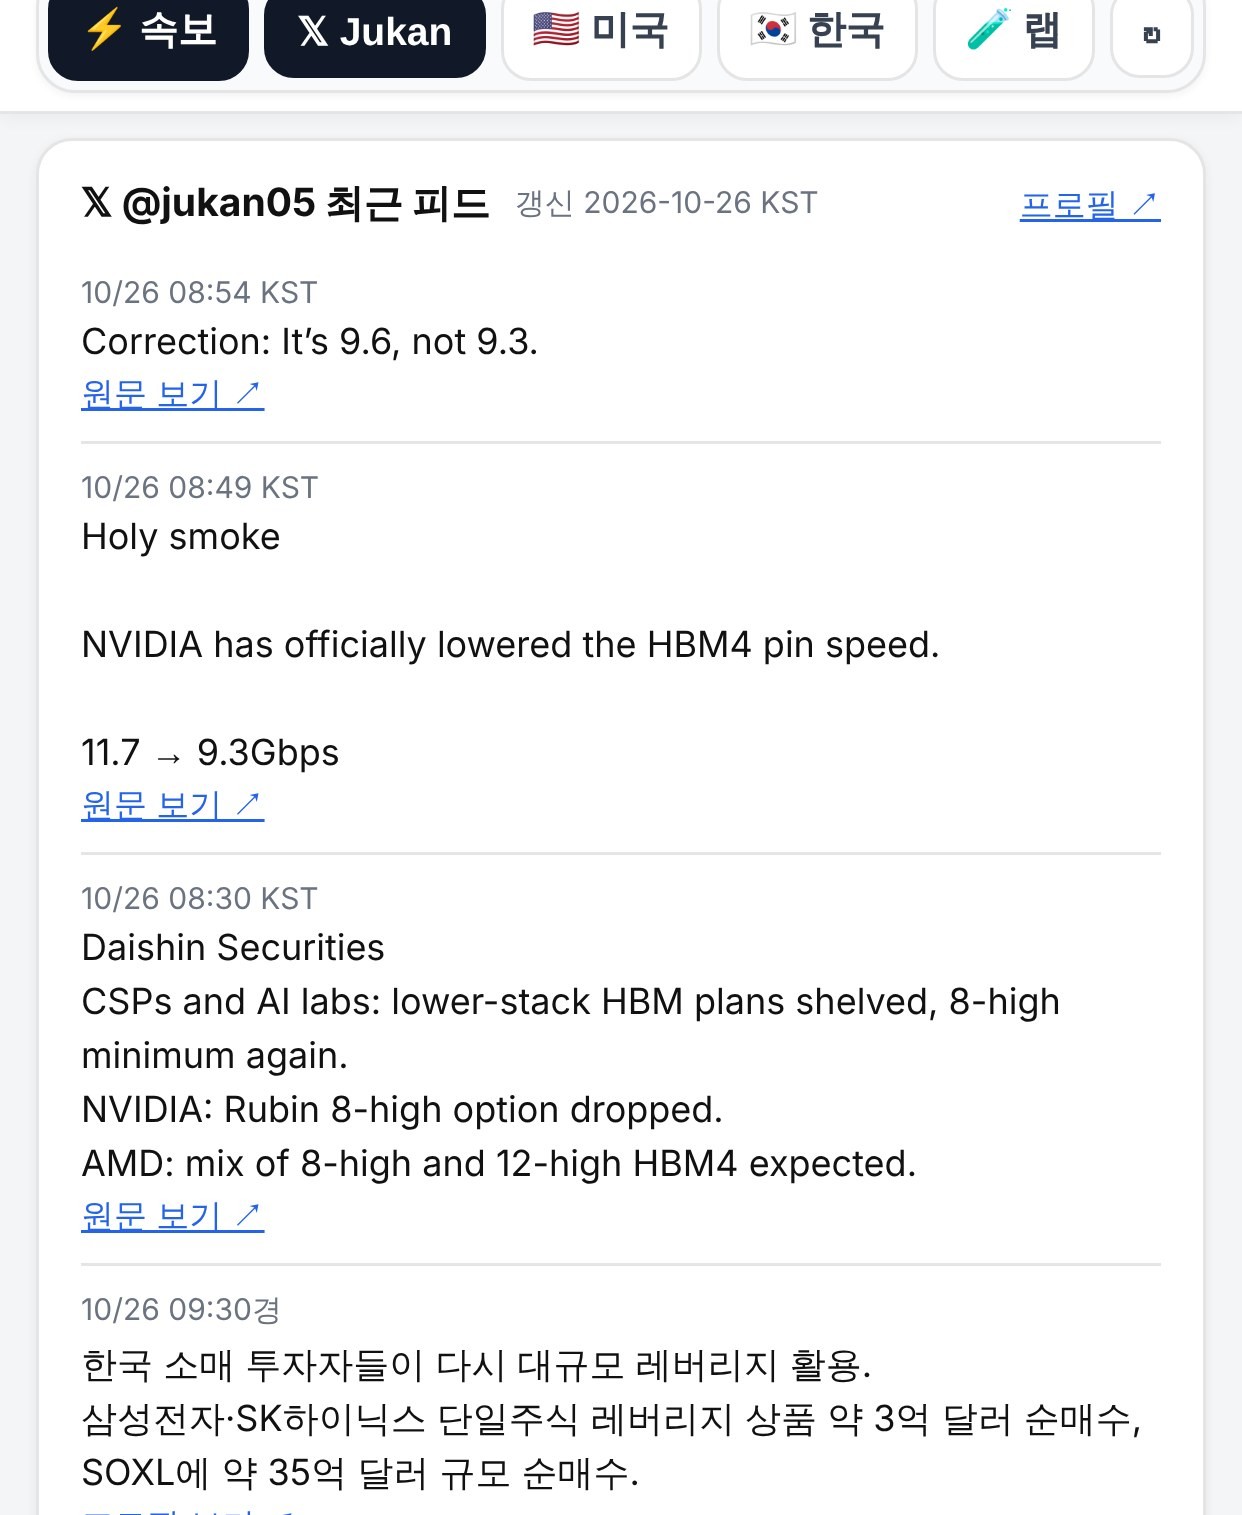 ⚡ 속보 𝕏 Jukan 🇺🇸 미국 🇰🇷 한국 🧪 랩 ↻
𝕏 @jukan05 최근 피드 갱신 2026-10-26 KST 프로필 ↗
10/26 08:54 KST
Correction: It’s 9.6, not 9.3.
원문 보기 ↗
10/26 08:49 KST
Holy smoke
NVIDIA has officially lowered the HBM4 pin speed.
11.7 → 9.3Gbps
원문 보기 ↗
10/26 08:30 KST
Daishin Securities
CSPs and AI labs: lower-stack HBM plans shelved, 8-high
minimum again.
NVIDIA: Rubin 8-high option dropped.
AMD: mix of 8-high and 12-high HBM4 expected.
원문 보기 ↗
10/26 09:30경
한국 소매 투자자들이 다시 대규모 레버리지 활용.
삼성전자·SK하이닉스 단일주식 레버리지 상품 약 3억 달러 순매수,
SOXL에 약 35억 달러 규모 순매수.